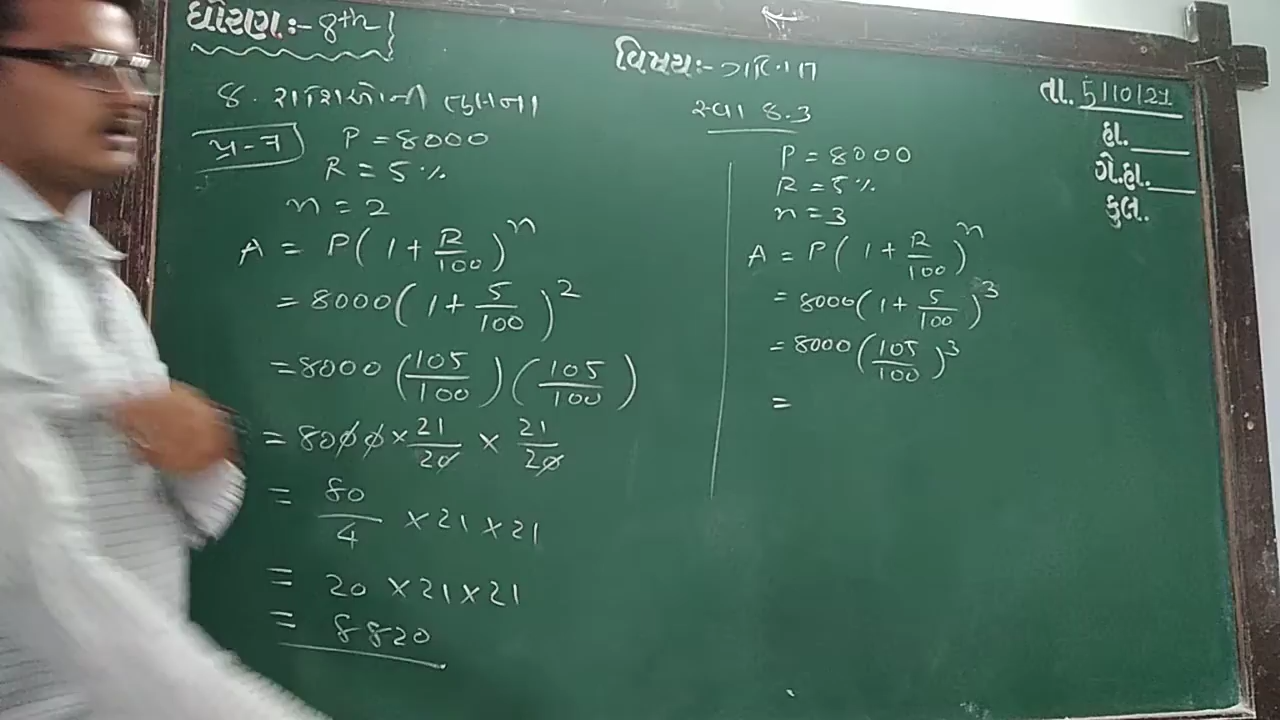 ધોરણ:- 8th
વિષય:- ગણિત
તા. 5/10/21
હા.
ગે.હા.
કુલ.
8. રાશિઓની તુલના
સ્વા 8.3
પ્ર-7
P = 8000
R = 5%
n = 2
A = P(1 + R/100)^n
= 8000(1 + 5/100)^2
= 8000(105/100)(105/100)
= 8000 × 21/20 × 21/20
= 80/4 × 21 × 21
= 20 × 21 × 21
= 8820
P = 8000
R = 5%
n = 3
A = P(1 + R/100)^n
= 8000(1 + 5/100)^3
= 8000(105/100)^3
=